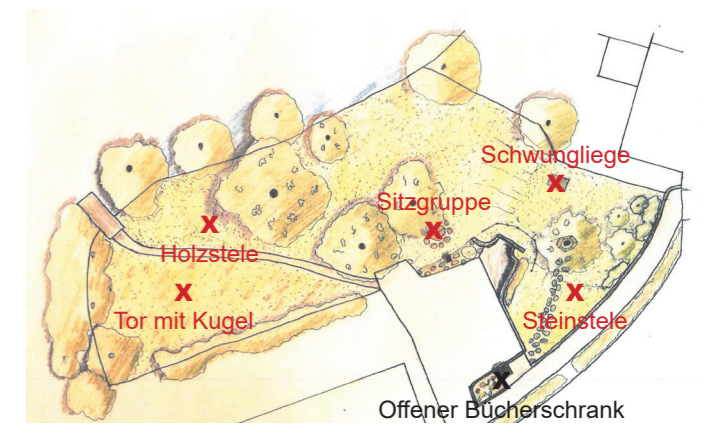 Schwungliege
x
Sitzgruppe
x
x
Holzstele
x
Tor mit Kugel
x
Steinstele
x
Offener Bücherschrank